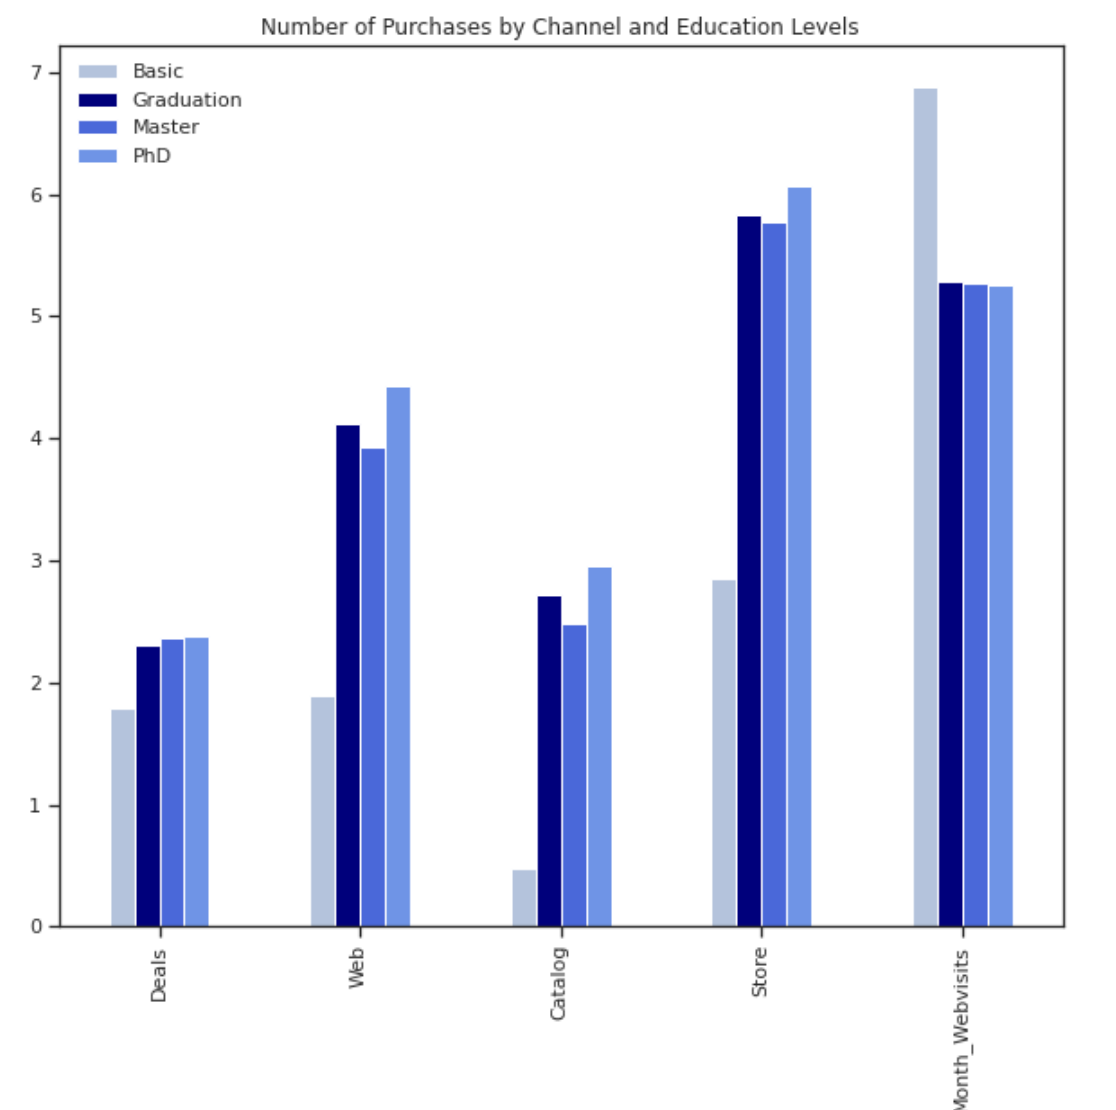 Number of Purchases by Channel and Education Levels
Basic
Graduation
Master
PhD
7
6
5
4
3
2
1
0
Deals
Web
Catalog
Store
Month_Webvisits